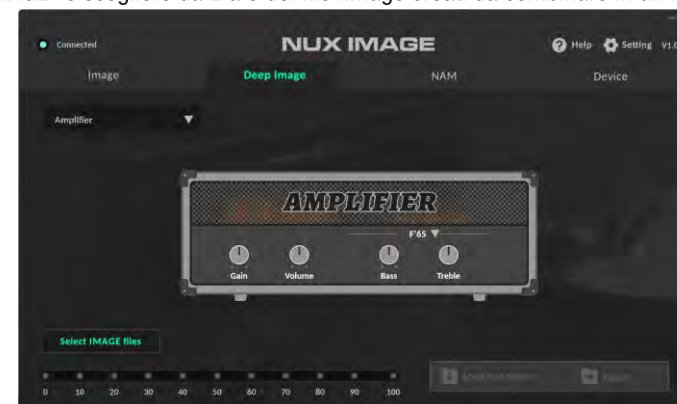 Connected
NUX IMAGE
Help
Setting
Image
Deep Image
NAM
Device
Amplifier
AMPLIFIER
F'65
Gain
Volume
Bass
Treble
Select IMAGE files
0 10 20 30 40 50 60 70 80 90 100